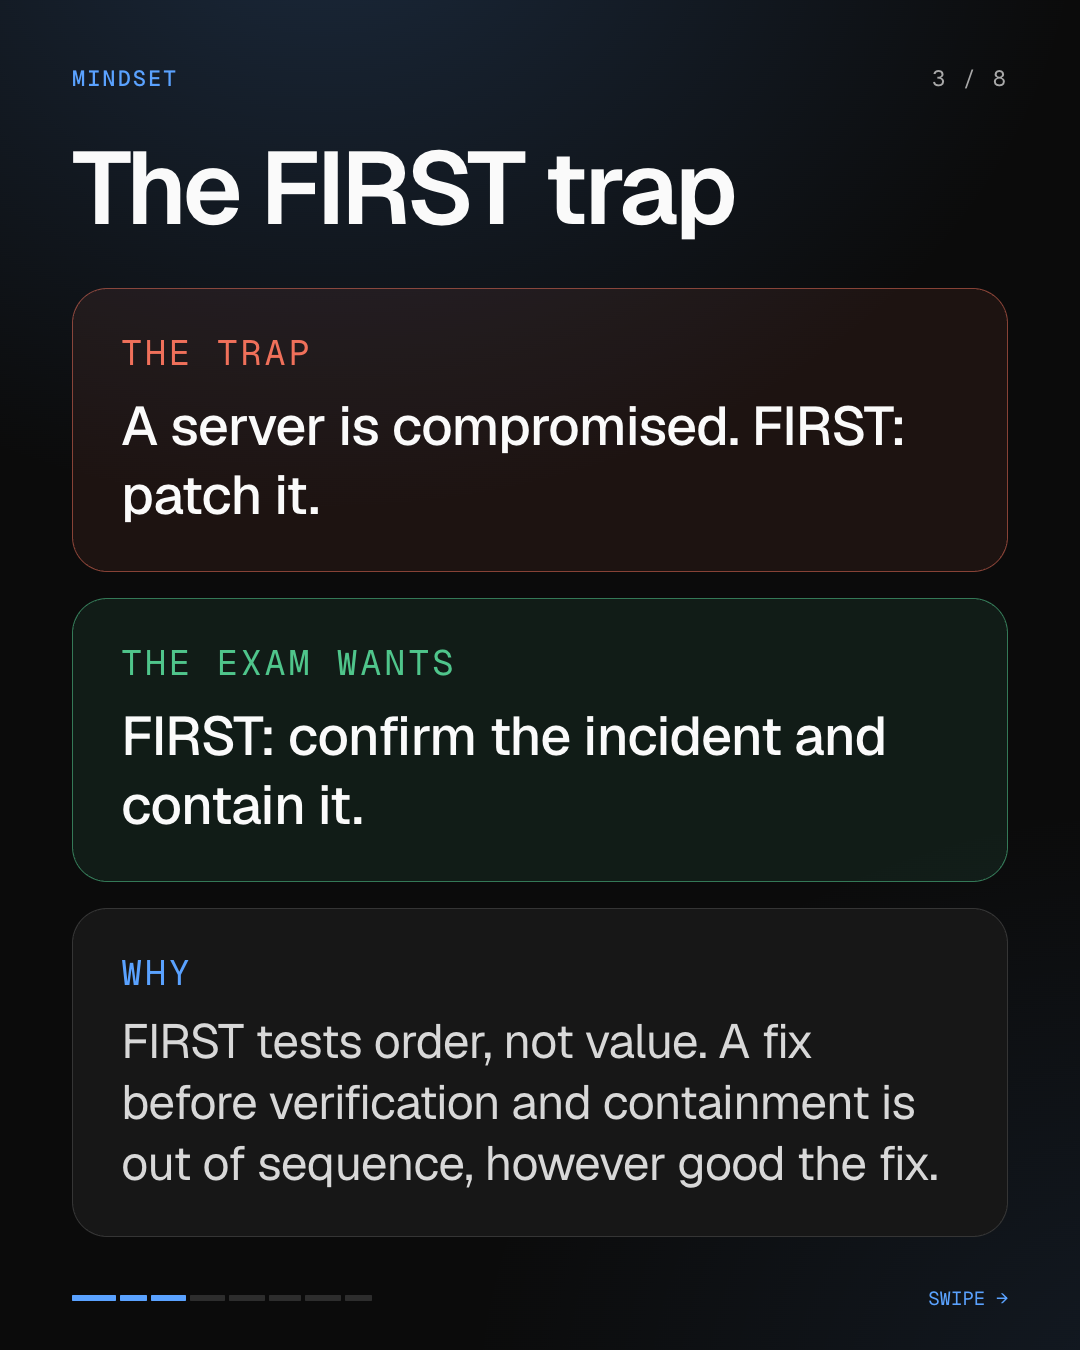 MINDSET
3 / 8
The FIRST trap
THE TRAP
A server is compromised. FIRST:
patch it.
THE EXAM WANTS
FIRST: confirm the incident and
contain it.
WHY
FIRST tests order, not value. A fix
before verification and containment is
out of sequence, however good the fix.
SWIPE →